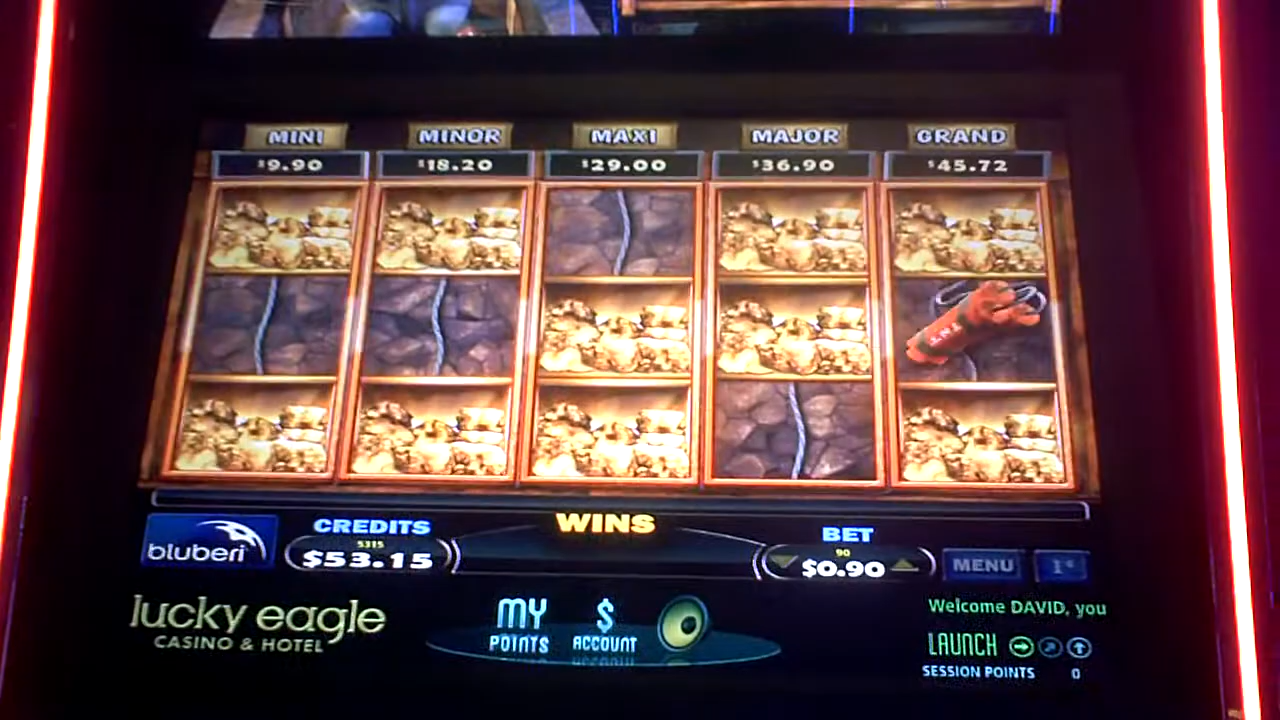 MINI MINOR MAXI MAJOR GRAND
$9.90 $18.20 $29.00 $36.90 $45.72
bluberi
CREDITS
5315
$53.15
WINS
BET
90
$0.90
MENU
1¢
lucky eagle
CASINO & HOTEL
MY
POINTS
$
ACCOUNT
Welcome DAVID, you
LAUNCH
SESSION POINTS 0